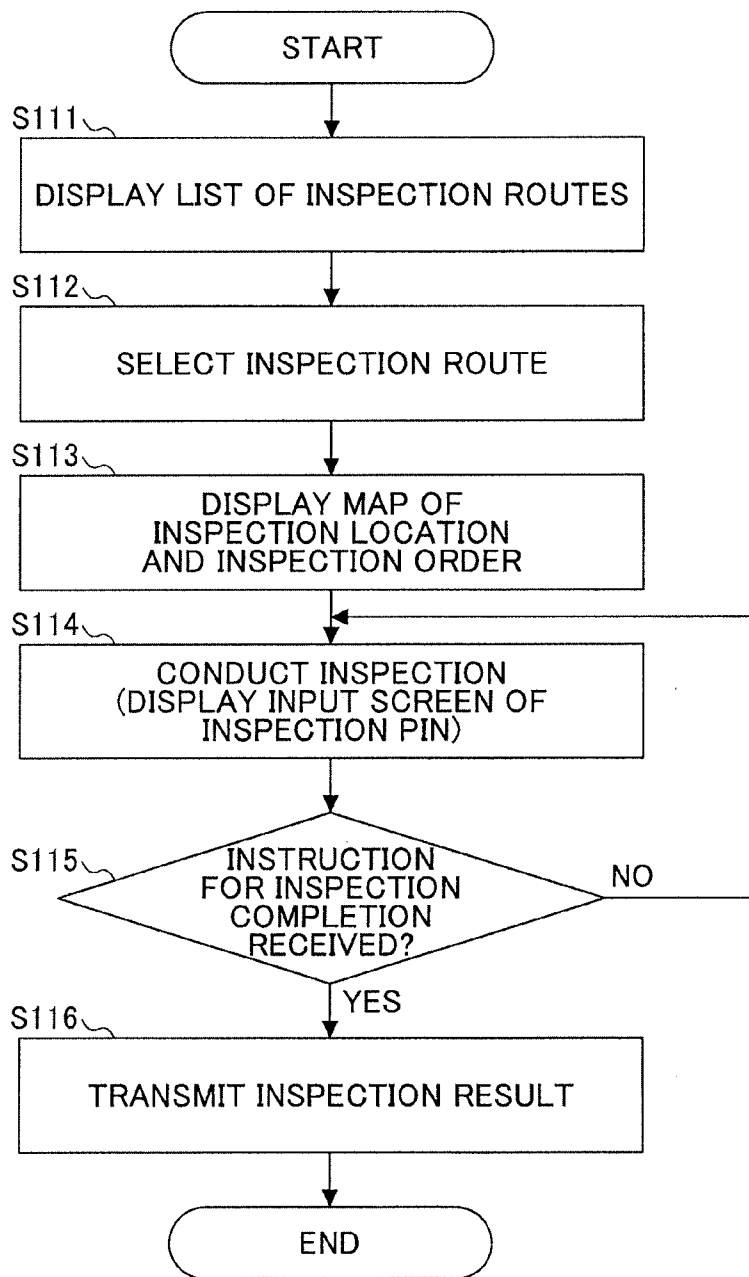 START
S111
DISPLAY LIST OF INSPECTION ROUTES
S112
SELECT INSPECTION ROUTE
S113
DISPLAY MAP OF
INSPECTION LOCATION
AND INSPECTION ORDER
S114
CONDUCT INSPECTION
(DISPLAY INPUT SCREEN OF
INSPECTION PIN)
S115
INSTRUCTION
FOR INSPECTION
COMPLETION
RECEIVED?
NO
YES
S116
TRANSMIT INSPECTION RESULT
END